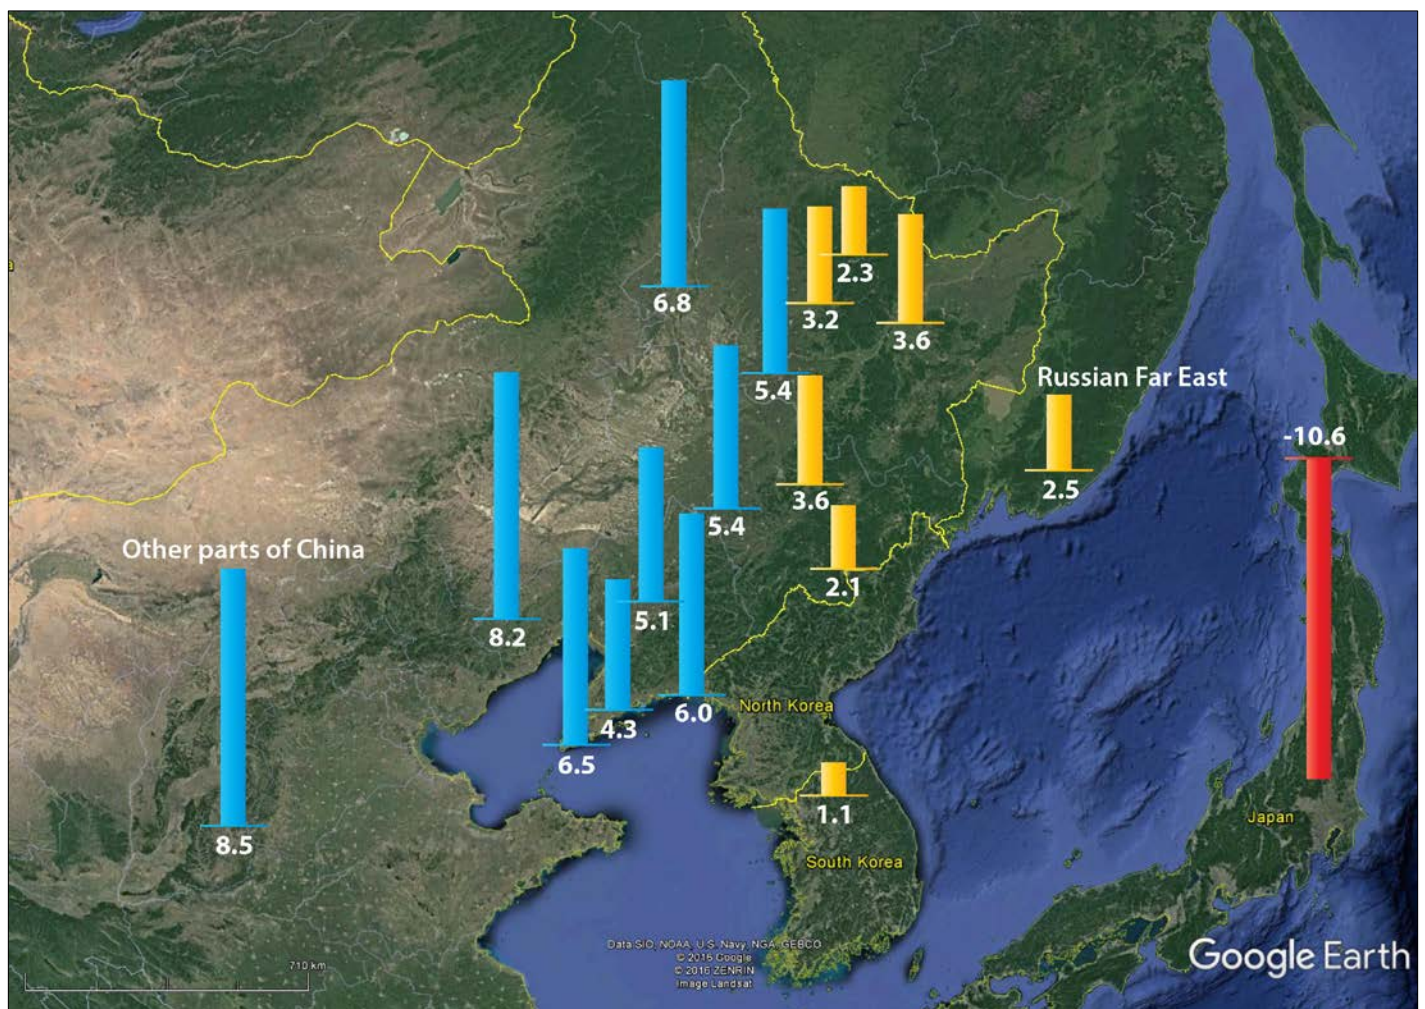 6.8
2.3
3.2
3.6
5.4
Russian Far East
2.5
-10.6
3.6
5.4
2.1
Other parts of China
8.2
5.1
6.0
4.3
6.5
North Korea
8.5
1.1
Japan
South Korea
Data SIO, NOAA, U.S. Navy, NGA, GEBCO
© 2016 Google
© 2016 ZENRIN
Image Landsat
710 km
Google Earth